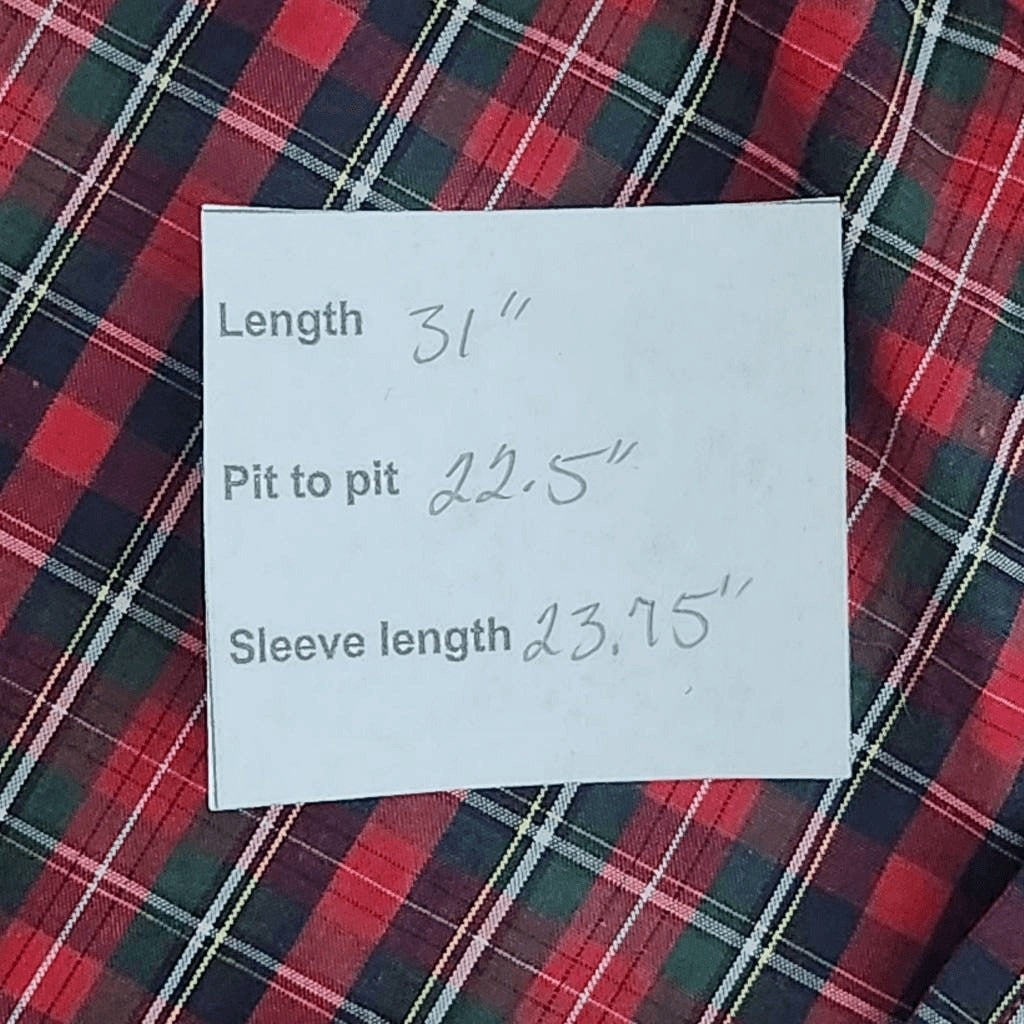 Length 31"
Pit to pit 22.5"
Sleeve length 23.75"